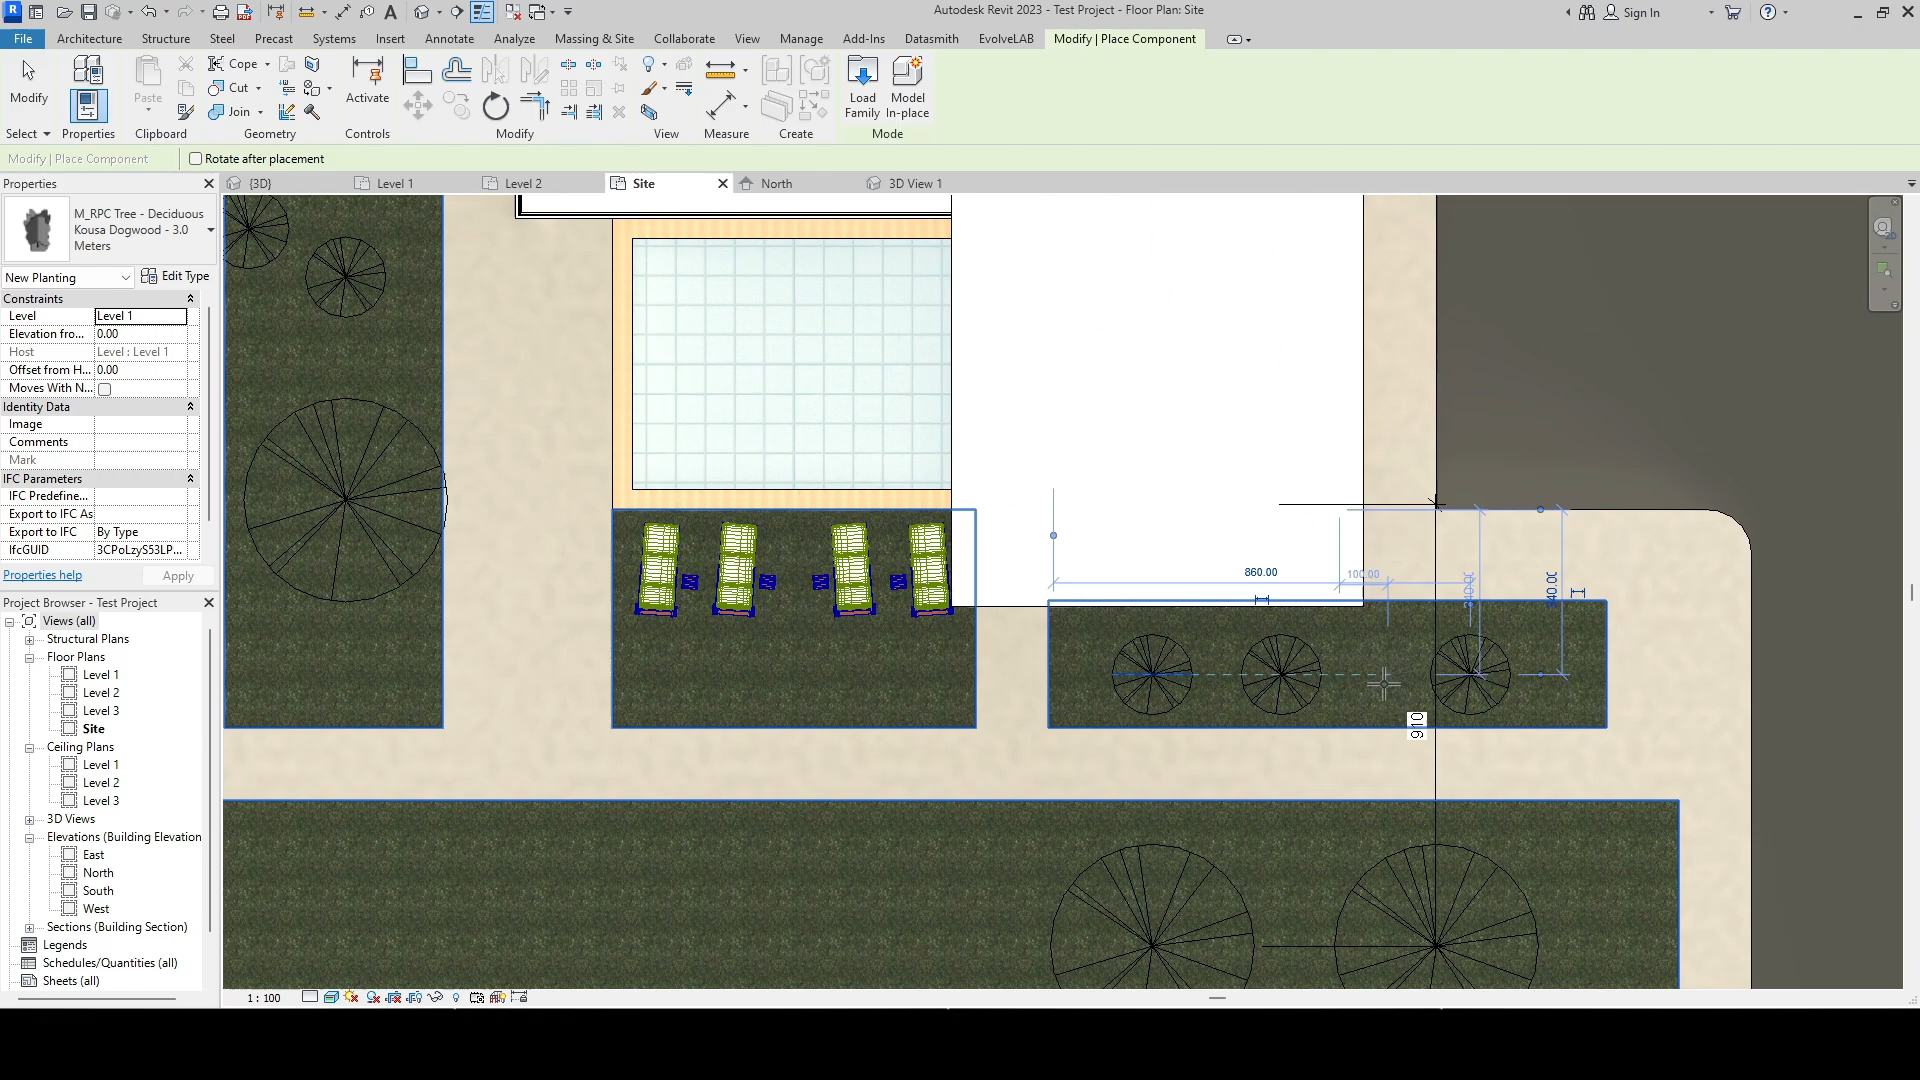 Autodesk Revit 2023 - Test Project - Floor Plan: Site
Sign In
File Architecture Structure Steel Precast Systems Insert Annotate Analyze Massing & Site Collaborate View Manage Add-Ins Datasmith EvolveLAB Modify | Place Component
Modify
Paste
Cope
Cut
Join
Activate
Load Family
Model In-place
Select Properties Clipboard Geometry Controls Modify View Measure Create Mode
Modify | Place Component
Rotate after placement
Properties
{3D} Level 1 Level 2 Site North 3D View 1
M_RPC Tree - Deciduous
Kousa Dogwood - 3.0
Meters
New Planting Edit Type
Constraints
Level Level 1
Elevation fro... 0.00
Host Level : Level 1
Offset from H... 0.00
Moves With N...
Identity Data
Image
Comments
Mark
IFC Parameters
IFC Predefine...
Export to IFC As
Export to IFC By Type
IfcGUID 3CPoLzyS53LP...
Properties help Apply
Project Browser - Test Project
Views (all)
Structural Plans
Floor Plans
Level 1
Level 2
Level 3
Site
Ceiling Plans
Level 1
Level 2
Level 3
3D Views
Elevations (Building Elevation
East
North
South
West
Sections (Building Section)
Legends
Schedules/Quantities (all)
Sheets (all)
860.00
100.00
910
1 : 100